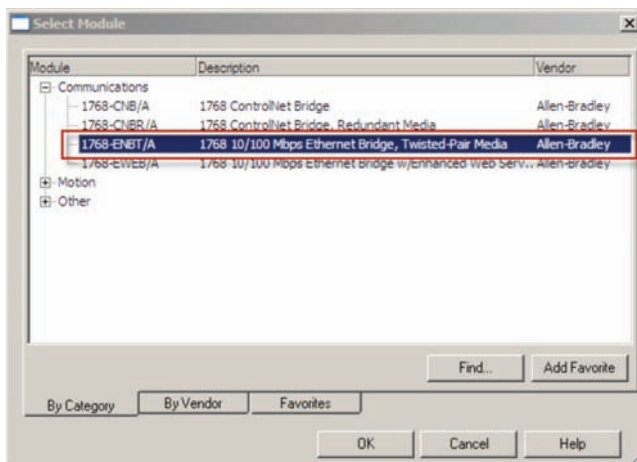 Select Module
Module Description Vendor
Communications
1768-CNB/A 1768 ControlNet Bridge Allen-Bradley
1768-CNBR/A 1768 ControlNet Bridge, Redundant Media Allen-Bradley
1768-ENBT/A 1768 10/100 Mbps Ethernet Bridge, Twisted-Pair Media Allen-Bradley
1768-EWEB/A 1768 10/100 Mbps Ethernet Bridge w/Enhanced Web Serv.. Allen-Bradley
Motion
Other
Find... Add Favorite
By Category By Vendor Favorites
OK Cancel Help